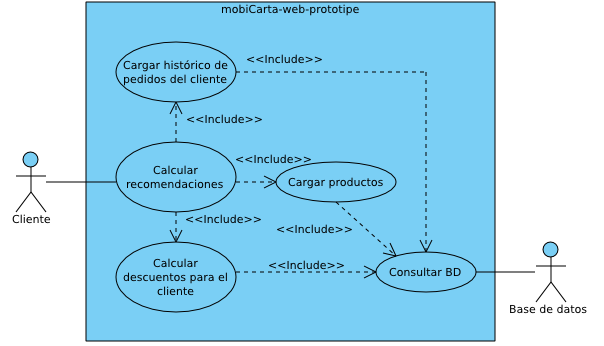 mobiCarta-web-prototipe
<<Include>>
Cargar histórico de
pedidos del cliente
<<Include>>
<<Include>>
Calcular
recomendaciones
Cargar productos
Cliente
<<Include>>
<<Include>>
Calcular
descuentos para el
cliente
<<Include>>
Consultar BD
Base de datos